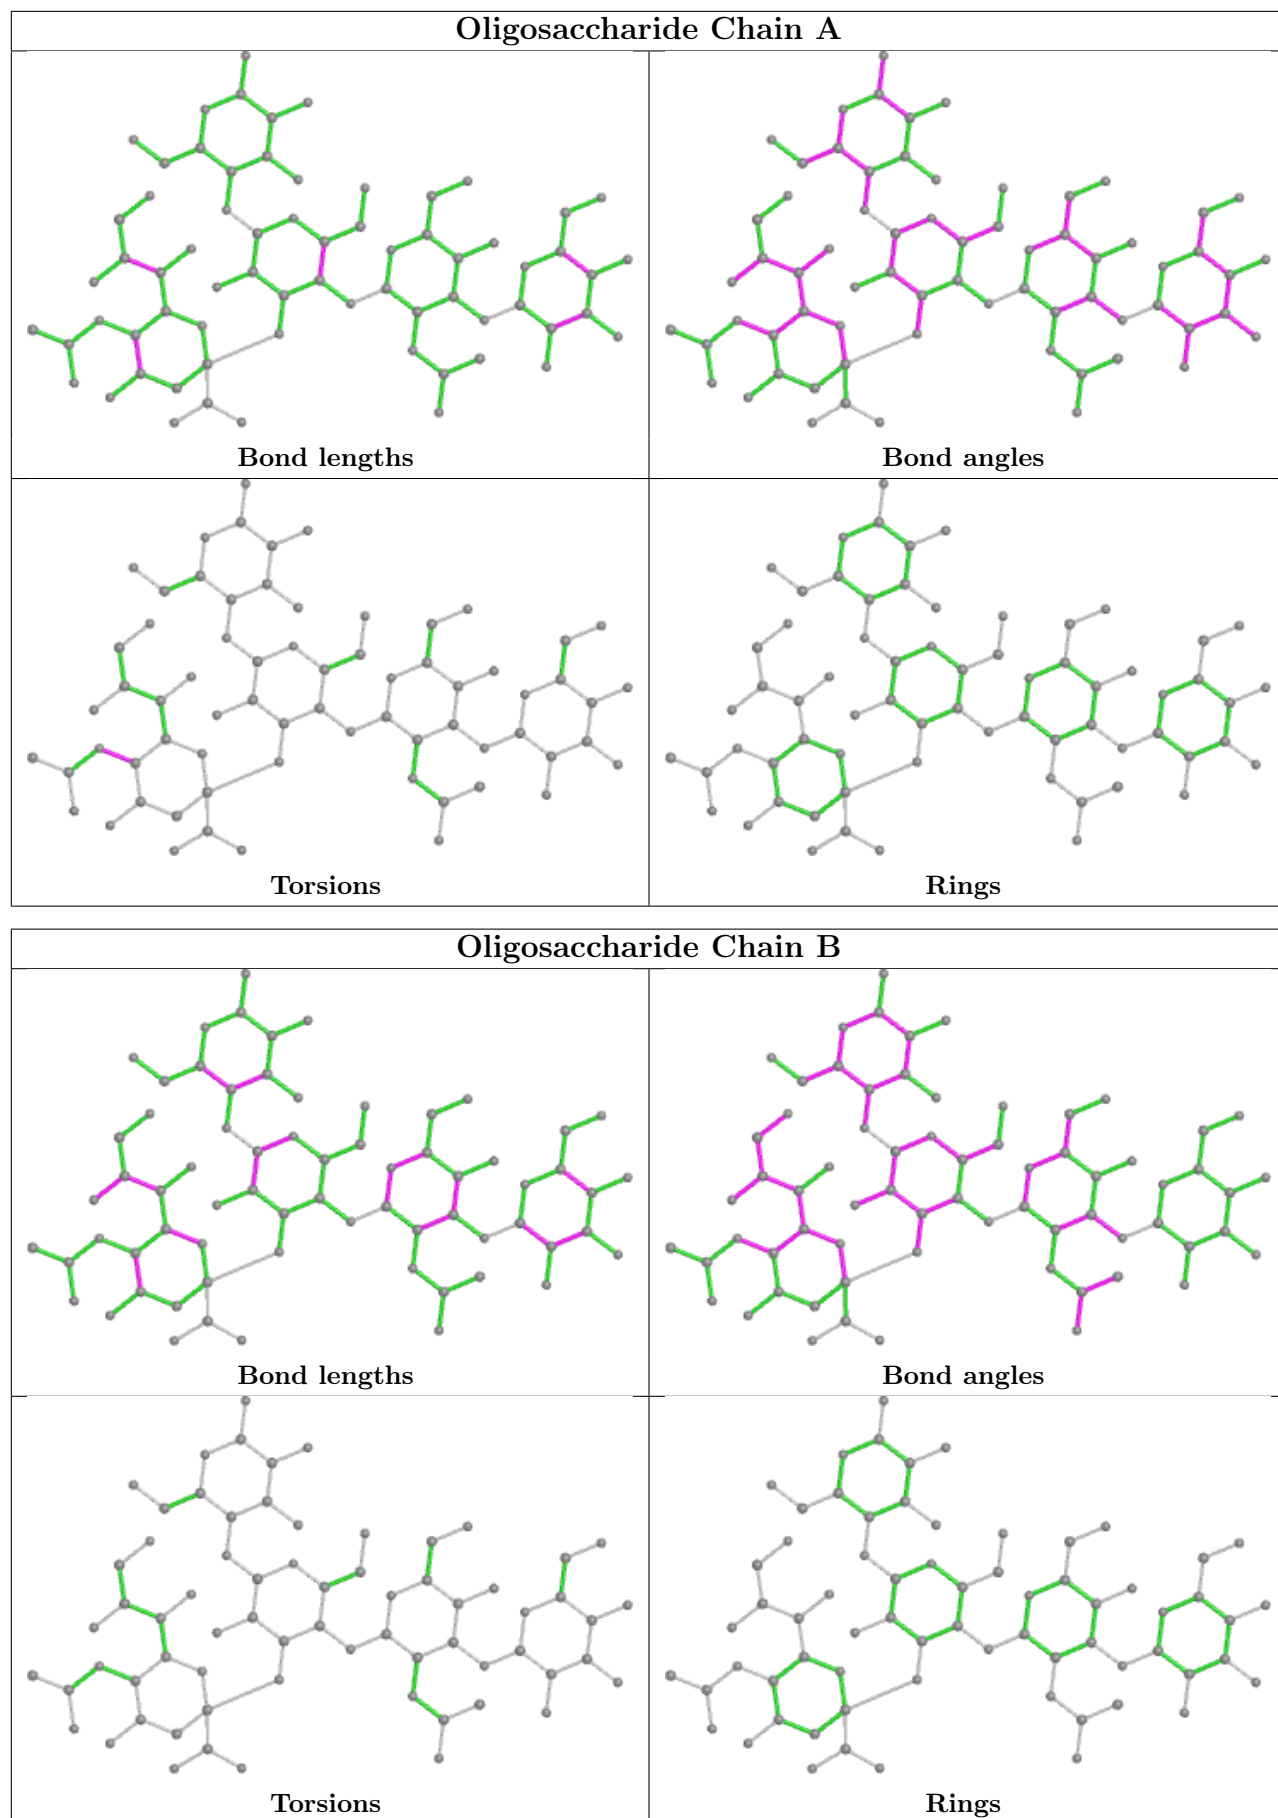 Oligosaccharide Chain A
Bond lengths
Bond angles
Torsions
Rings
Oligosaccharide Chain B
Bond lengths
Bond angles
Torsions
Rings